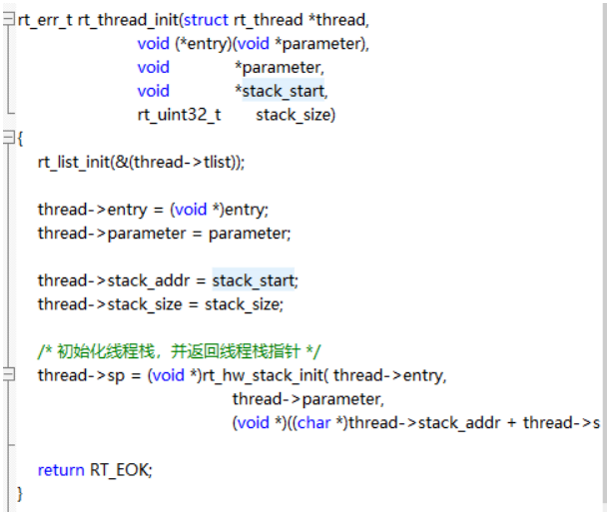 rt_err_t rt_thread_init(struct rt_thread *thread,
void (*entry)(void *parameter),
void *parameter,
void *stack_start,
rt_uint32_t stack_size)
{
rt_list_init(&(thread->tlist));
thread->entry = (void *)entry;
thread->parameter = parameter;
thread->stack_addr = stack_start;
thread->stack_size = stack_size;
/* 初始化线程栈，并返回线程栈指针 */
thread->sp = (void *)rt_hw_stack_init( thread->entry,
thread->parameter,
(void *)((char *)thread->stack_addr + thread->s
return RT_EOK;
}